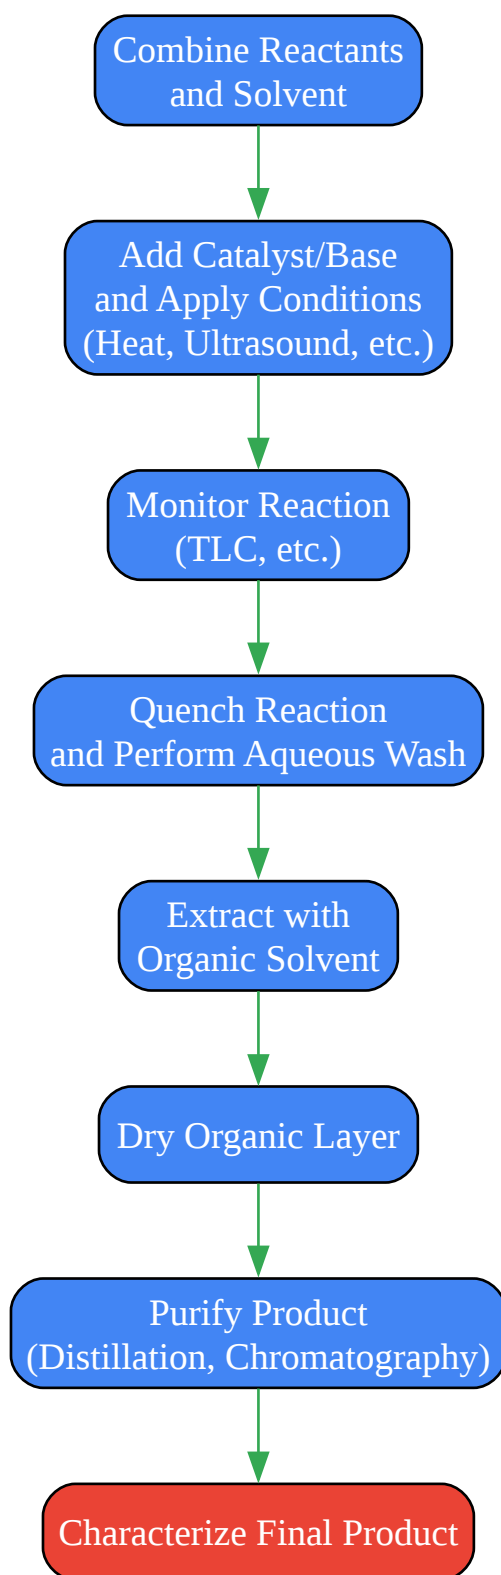 Combine Reactants
and Solvent
Add Catalyst/Base
and Apply Conditions
(Heat, Ultrasound, etc.)
Monitor Reaction
(TLC, etc.)
Quench Reaction
and Perform Aqueous Wash
Extract with
Organic Solvent
Dry Organic Layer
Purify Product
(Distillation, Chromatography)
Characterize Final Product